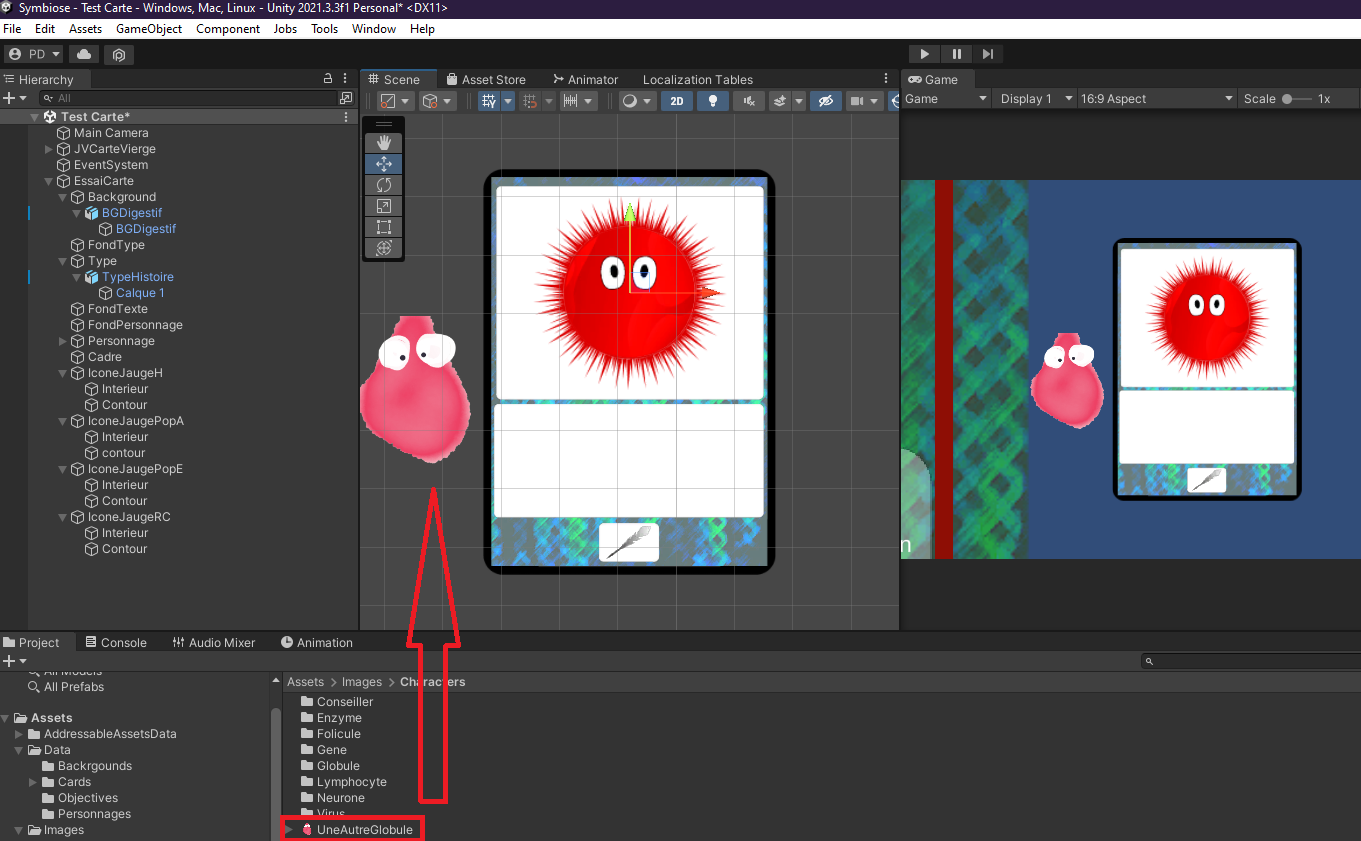 Symbiose - Test Carte - Windows, Mac, Linux - Unity 2021.3.3f1 Personal* <DX11>
File Edit Assets GameObject Component Jobs Tools Window Help
PD
Hierarchy
All
Test Carte*
Main Camera
JVCarteVierge
EventSystem
EssaiCarte
Background
BGDigestif
BGDigestif
FondType
Type
TypeHistoire
Calque 1
FondTexte
FondPersonnage
Personnage
Cadre
IconeJaugeH
Interieur
Contour
IconeJaugePopA
Interieur
contour
IconeJaugePopE
Interieur
Contour
IconeJaugeRC
Interieur
Contour
Scene Asset Store Animator Localization Tables
2D
Game
Game Display 1 16:9 Aspect Scale 1x
n
Project Console Audio Mixer Animation
All Models
All Prefabs
Assets
AddressableAssetsData
Data
Backrgounds
Cards
Objectives
Personnages
Images
Assets > Images > Characters
Conseiller
Enzyme
Folicule
Gene
Globule
Lymphocyte
Neurone
Virus
UneAutreGlobule